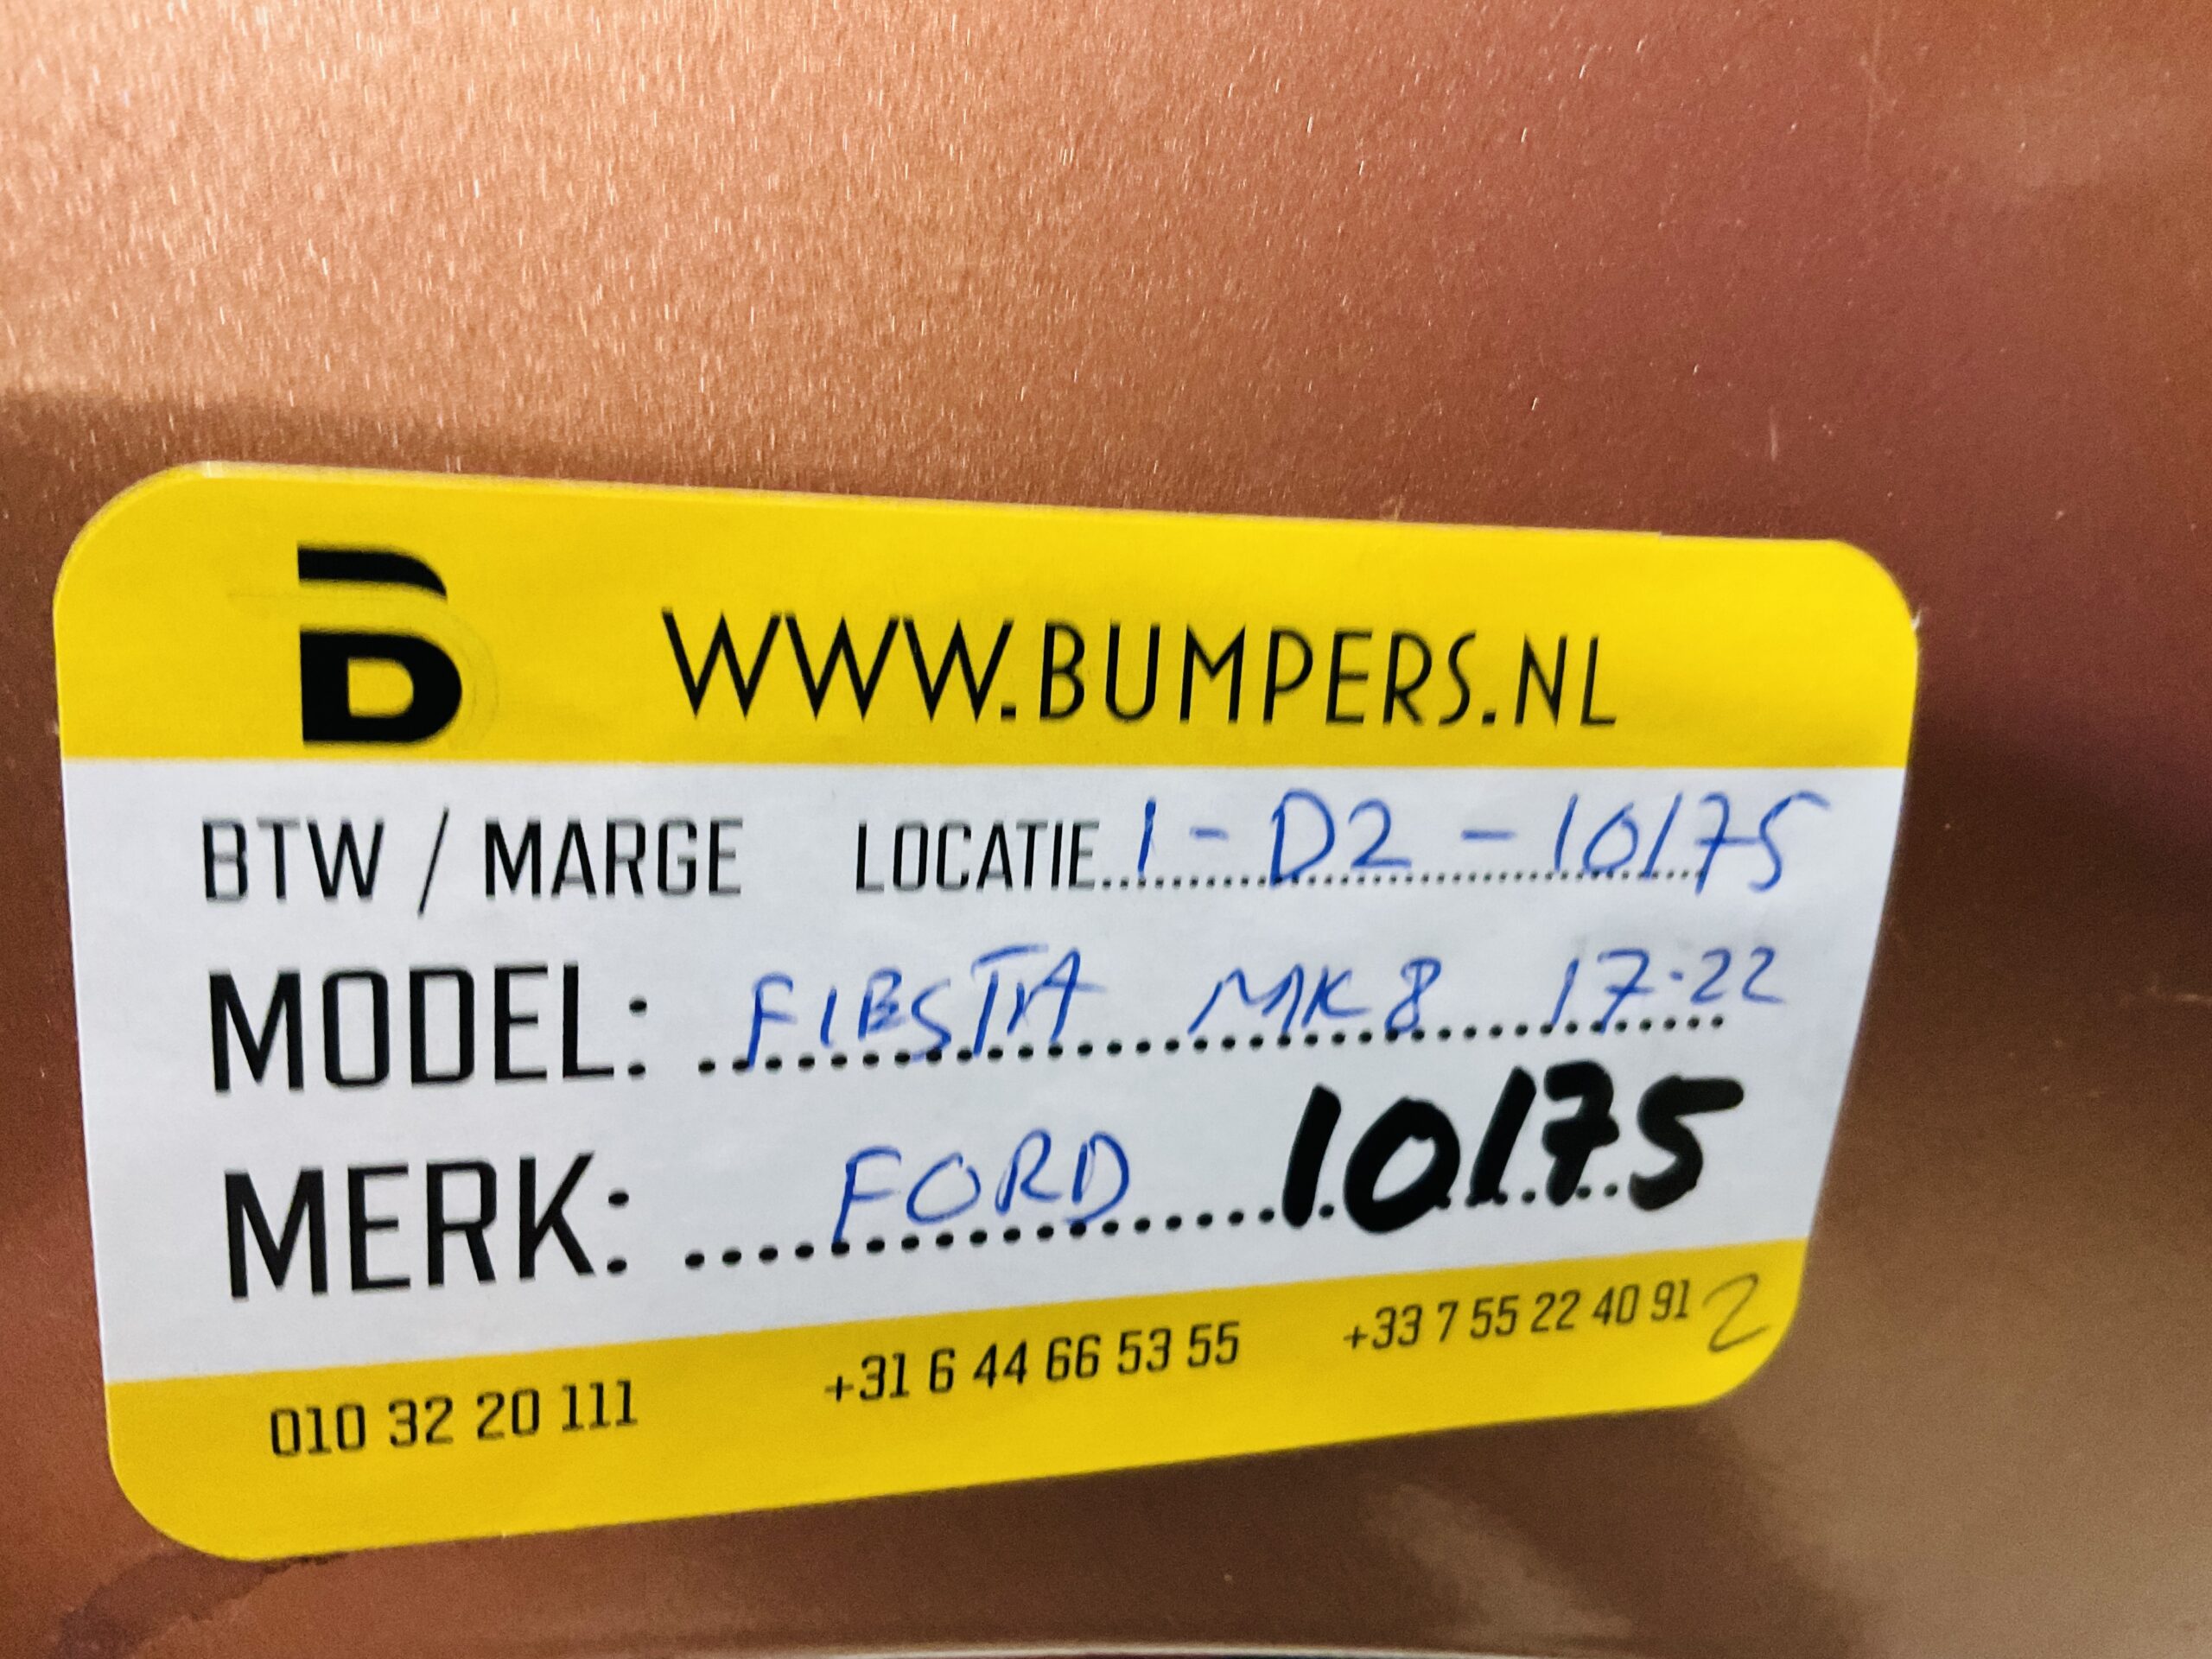 B WWW.BUMPERS.NL
BTW / MARGE LOCATIE 1 - D2 - 10175
MODEL: FIESTA MK8 17-22
MERK: FORD 10175
010 32 20 111 +31 6 44 66 53 55 +33 7 55 22 40 91 2